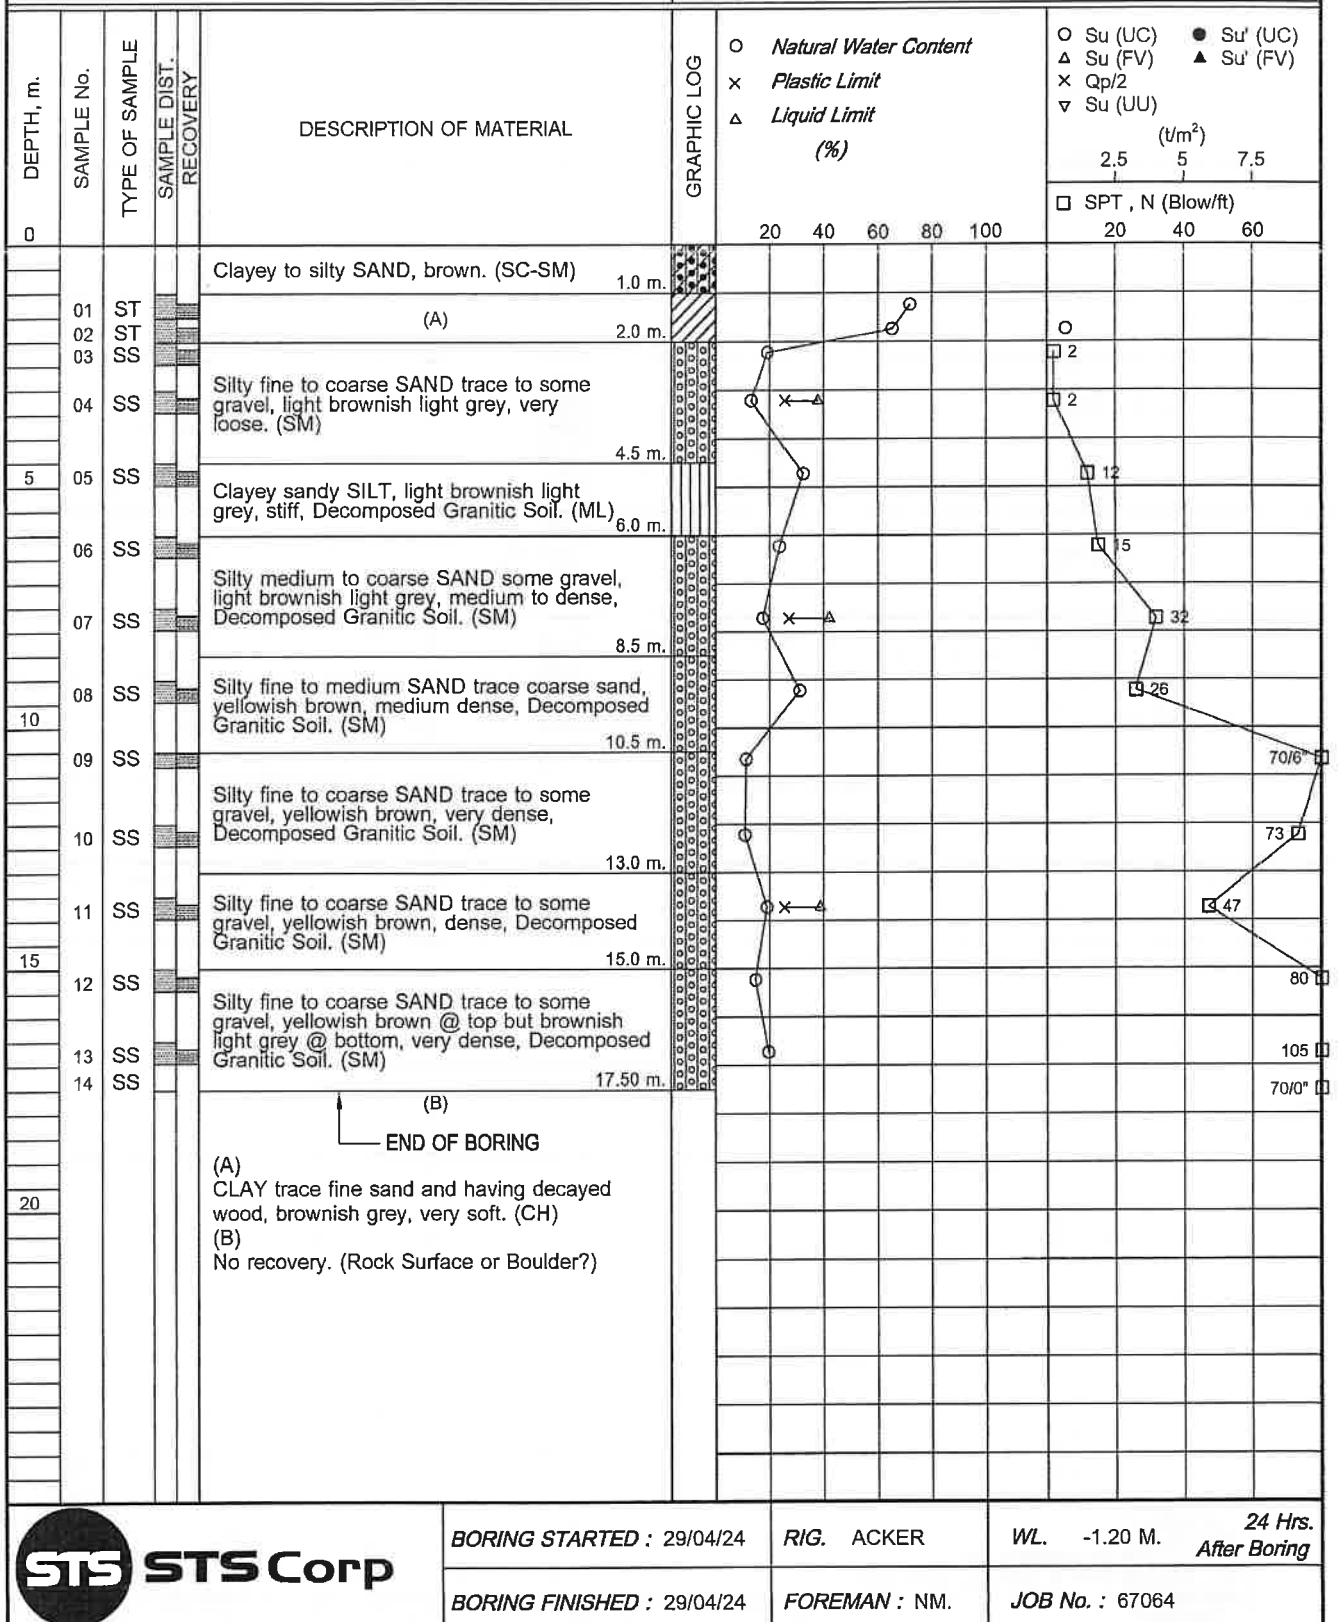 DEPTH, m.
SAMPLE No.
TYPE OF SAMPLE
SAMPLE DIST.
RECOVERY
DESCRIPTION OF MATERIAL
GRAPHIC LOG
Natural Water Content
Plastic Limit
Liquid Limit
(%)
Su (UC) Su' (UC)
Su (FV) Su' (FV)
Qp/2
Su (UU)
(t/m²)
2.5 5 7.5
SPT , N (Blow/ft)
0
20 40 60 80 100
20 40 60
Clayey to silty SAND, brown. (SC-SM)
1.0 m.
01 ST
(A)
02 ST
2.0 m.
03 SS
2
Silty fine to coarse SAND trace to some
gravel, light brownish light grey, very
loose. (SM)
04 SS
2
4.5 m.
5
05 SS
12
Clayey sandy SILT, light brownish light
grey, stiff, Decomposed Granitic Soil. (ML)
6.0 m.
06 SS
15
Silty medium to coarse SAND some gravel,
light brownish light grey, medium to dense,
Decomposed Granitic Soil. (SM)
07 SS
32
8.5 m.
Silty fine to medium SAND trace coarse sand,
yellowish brown, medium dense, Decomposed
Granitic Soil. (SM)
08 SS
26
10
10.5 m.
09 SS
70/6"
Silty fine to coarse SAND trace to some
gravel, yellowish brown, very dense,
Decomposed Granitic Soil. (SM)
10 SS
73
13.0 m.
Silty fine to coarse SAND trace to some
gravel, yellowish brown, dense, Decomposed
Granitic Soil. (SM)
11 SS
47
15
15.0 m.
12 SS
80
Silty fine to coarse SAND trace to some
gravel, yellowish brown @ top but brownish
light grey @ bottom, very dense, Decomposed
Granitic Soil. (SM)
13 SS
105
14 SS
17.50 m.
70/0"
(B)
END OF BORING
(A)
CLAY trace fine sand and having decayed
wood, brownish grey, very soft. (CH)
(B)
No recovery. (Rock Surface or Boulder?)
20
STS STS Corp
BORING STARTED : 29/04/24
RIG. ACKER
WL. -1.20 M.
24 Hrs.
After Boring
BORING FINISHED : 29/04/24
FOREMAN : NM.
JOB No. : 67064